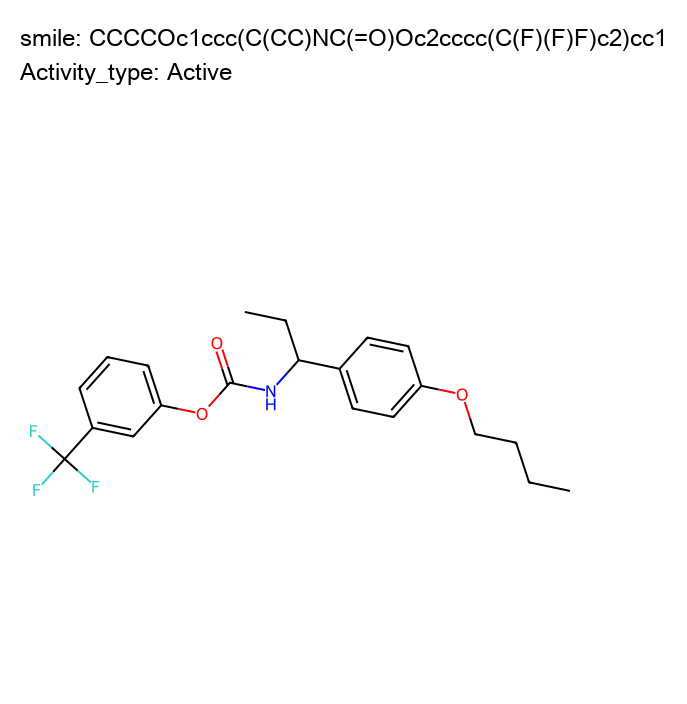 smile: CCCCOc1ccc(C(CC)NC(=O)Oc2cccc(C(F)(F)F)c2)cc1
Activity_type: Active
O
N
H
O
O
F
F
F